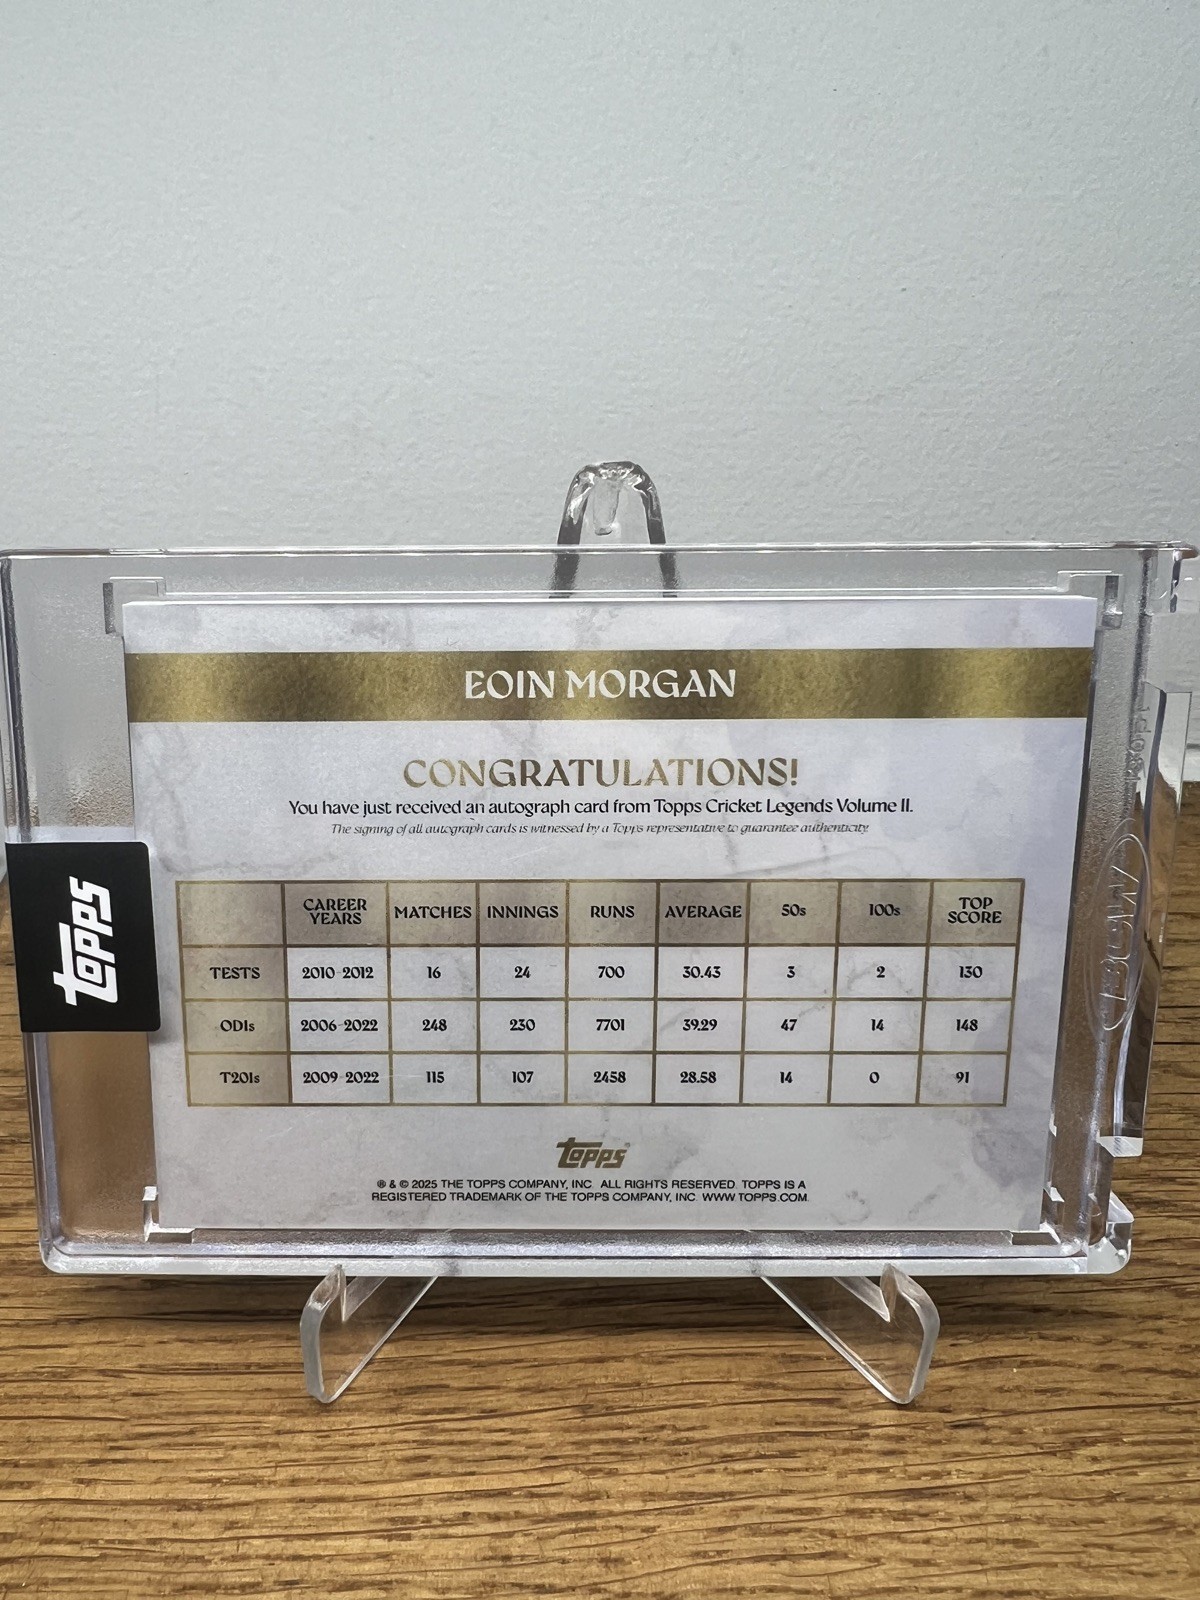 EOIN MORGAN
CONGRATULATIONS!
You have just received an autograph card from Topps Cricket Legends Volume II.
The signing of all autograph cards is witnessed by a Topps representative to guarantee authenticity.
CAREER YEARS MATCHES INNINGS RUNS AVERAGE 50s 100s TOP SCORE
TESTS 2010-2012 16 24 700 30.43 3 2 130
ODIs 2006-2022 248 230 7701 39.29 47 14 148
T20Is 2009-2022 115 107 2458 28.58 14 0 91
topps
topps®
® & © 2025 THE TOPPS COMPANY, INC. ALL RIGHTS RESERVED. TOPPS IS A
REGISTERED TRADEMARK OF THE TOPPS COMPANY, INC. WWW.TOPPS.COM